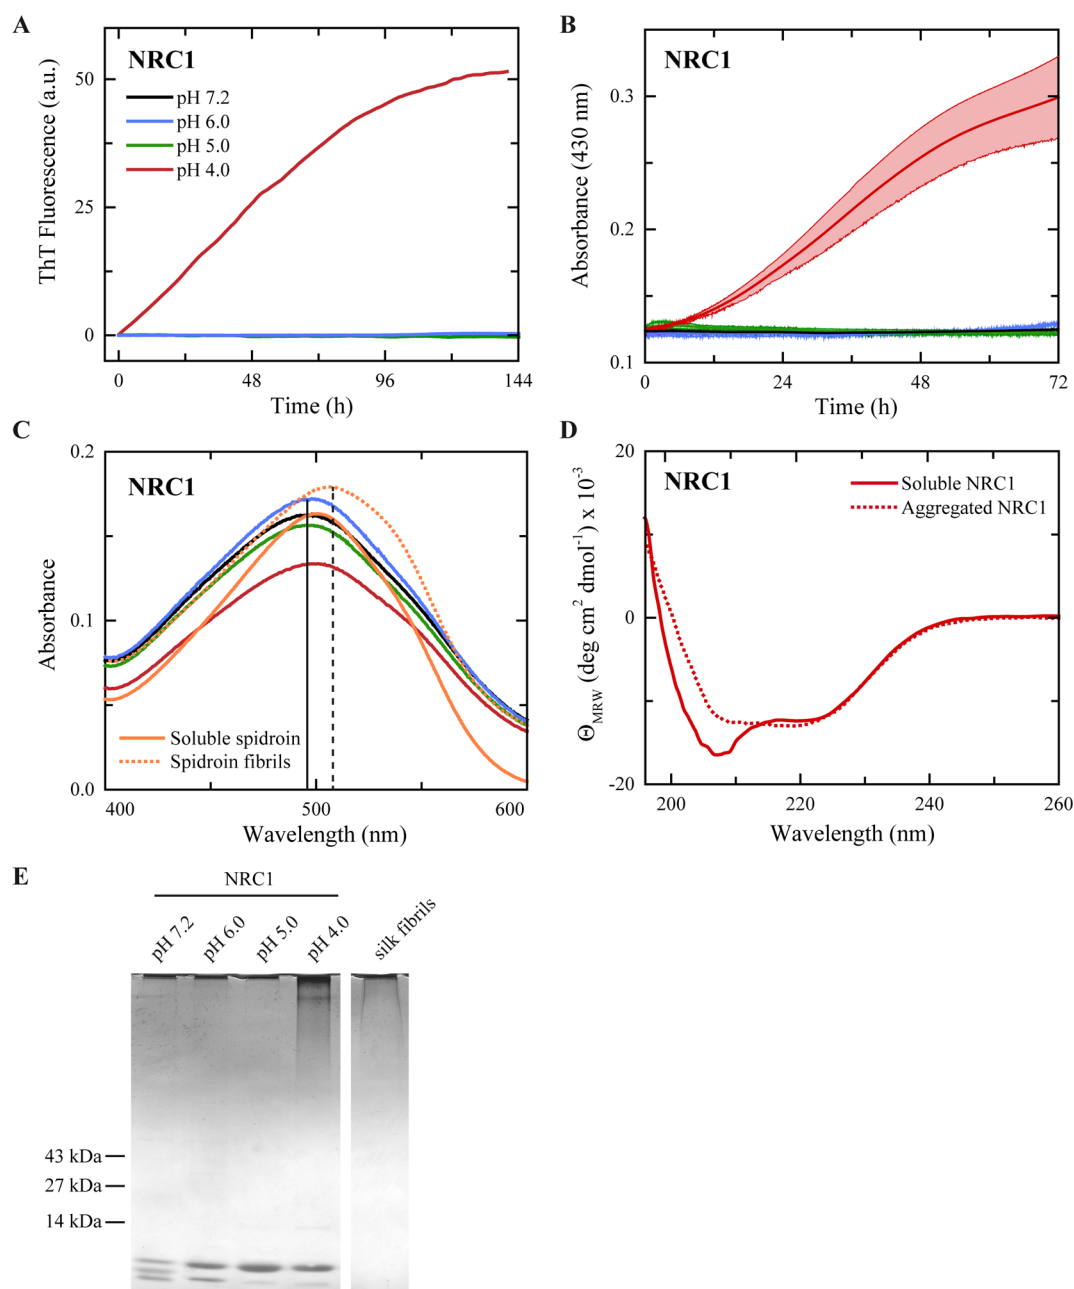 A
NRC1
pH 7.2
pH 6.0
pH 5.0
pH 4.0
ThT Fluorescence (a.u.)
50
25
0
0 48 96 144
Time (h)
B
NRC1
Absorbance (430 nm)
0.3
0.2
0.1
0 24 48 72
Time (h)
C
NRC1
Absorbance
0.2
0.1
0.0
Soluble spidroin
Spidroin fibrils
400 500 600
Wavelength (nm)
D
NRC1
Soluble NRC1
Aggregated NRC1
ΘMRW (deg cm² dmol⁻¹) x 10⁻³
20
0
-20
200 220 240 260
Wavelength (nm)
E
NRC1
pH 7.2 pH 6.0 pH 5.0 pH 4.0 silk fibrils
43 kDa
27 kDa
14 kDa